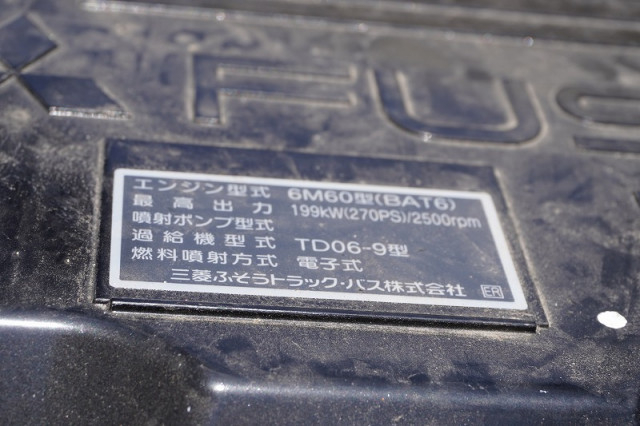 FUS
エンジン型式 6M60型(BAT6)
最高出力 199kW(270PS)/2500rpm
噴射ポンプ型式
過給機型式 TD06-9型
燃料噴射方式 電子式
三菱ふそうトラック・バス株式会社 ER